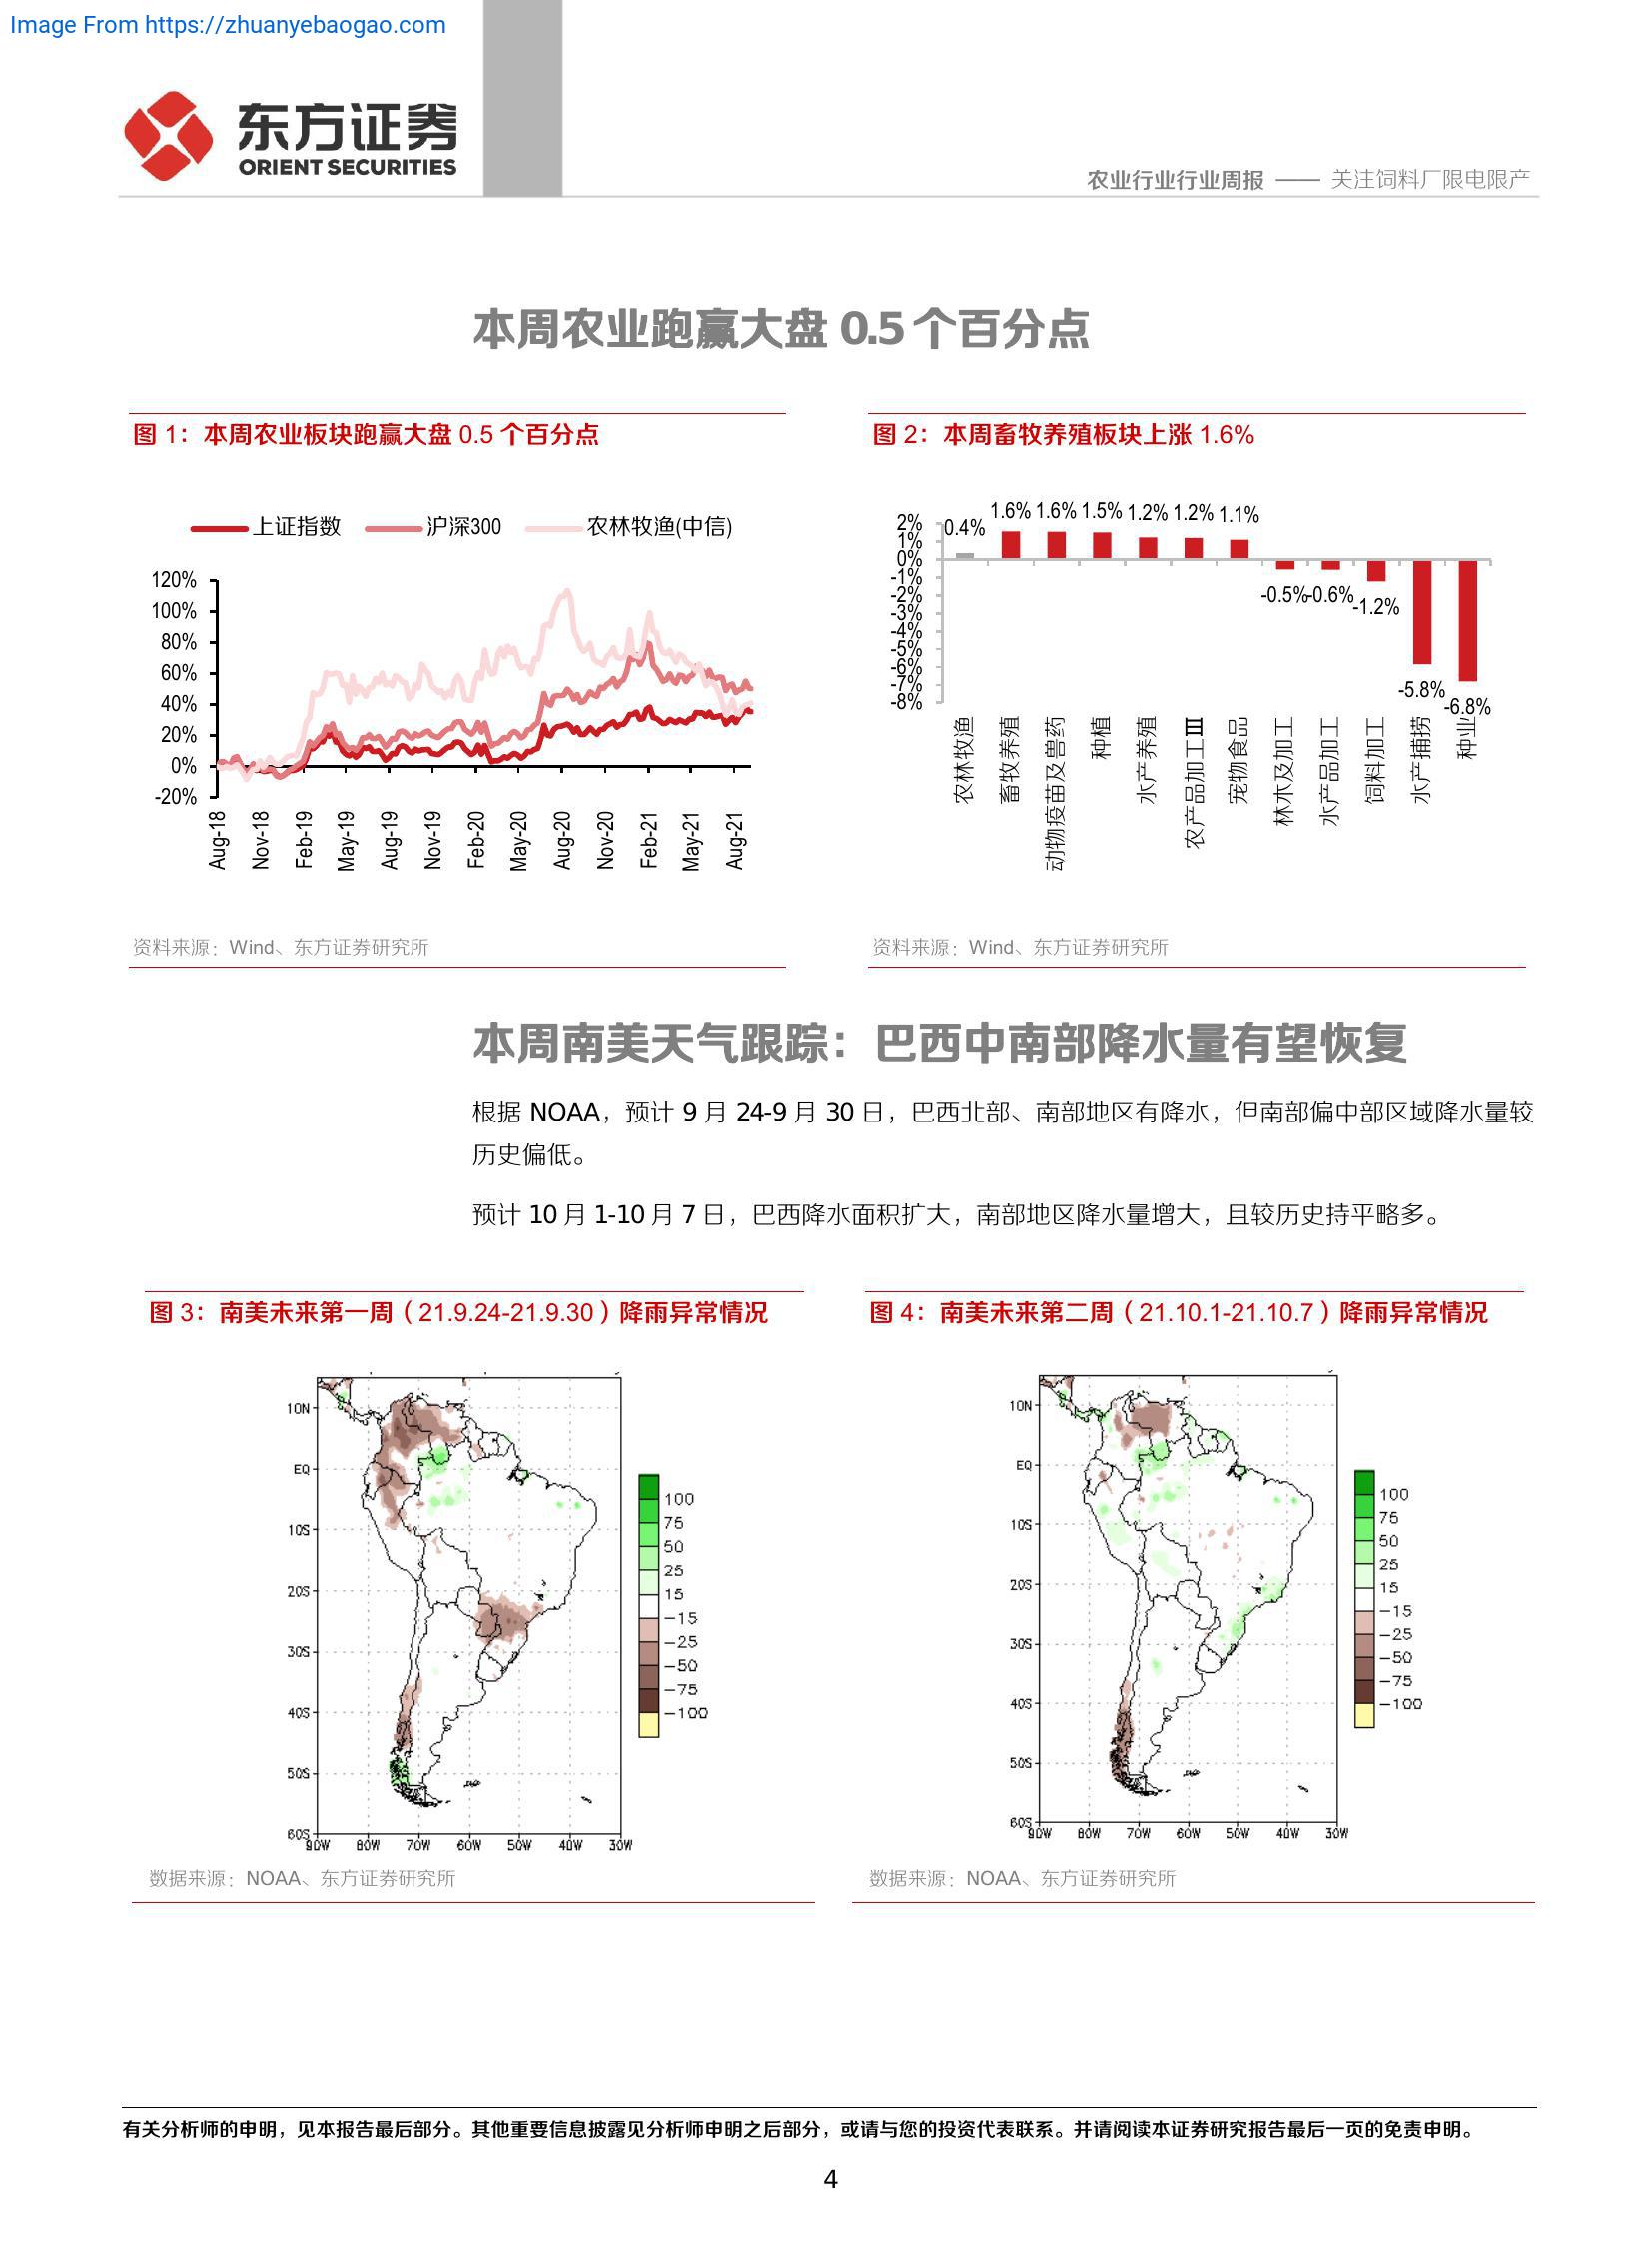 Image From https://zhuanyebaogao.com
东方证券
ORIENT SECURITIES
农业行业行业周报 —— 关注饲料厂限电限产
本周农业跑赢大盘 0.5 个百分点
图 1：本周农业板块跑赢大盘 0.5 个百分点
上证指数 沪深300 农林牧渔(中信)
120%
100%
80%
60%
40%
20%
0%
-20%
Aug-18 Nov-18 Feb-19 May-19 Aug-19 Nov-19 Feb-20 May-20 Aug-20 Nov-20 Feb-21 May-21 Aug-21
资料来源：Wind、东方证券研究所
图 2：本周畜牧养殖板块上涨 1.6%
2%
1%
0%
-1%
-2%
-3%
-4%
-5%
-6%
-7%
-8%
0.4% 1.6% 1.6% 1.5% 1.2% 1.2% 1.1% -0.5% -0.6% -1.2% -5.8% -6.8%
农林牧渔 畜牧养殖 动物疫苗及兽药 种植 水产养殖 农产品加工Ⅲ 宠物食品 林木及加工 水产品加工 饲料加工 水产捕捞 种业
资料来源：Wind、东方证券研究所
本周南美天气跟踪：巴西中南部降水量有望恢复
根据 NOAA，预计 9 月 24-9 月 30 日，巴西北部、南部地区有降水，但南部偏中部区域降水量较
历史偏低。
预计 10 月 1-10 月 7 日，巴西降水面积扩大，南部地区降水量增大，且较历史持平略多。
图 3：南美未来第一周（21.9.24-21.9.30）降雨异常情况
10N
EQ
10S
20S
30S
40S
50S
60S
90W 80W 70W 60W 50W 40W 30W
100
75
50
25
15
-15
-25
-50
-75
-100
数据来源：NOAA、东方证券研究所
图 4：南美未来第二周（21.10.1-21.10.7）降雨异常情况
10N
EQ
10S
20S
30S
40S
50S
60S
90W 80W 70W 60W 50W 40W 30W
100
75
50
25
15
-15
-25
-50
-75
-100
数据来源：NOAA、东方证券研究所
有关分析师的申明，见本报告最后部分。其他重要信息披露见分析师申明之后部分，或请与您的投资代表联系。并请阅读本证券研究报告最后一页的免责申明。
4